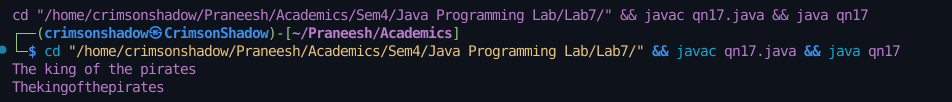 cd "/home/crimsonshadow/Praneesh/Academics/Sem4/Java Programming Lab/Lab7/" && javac qn17.java && java qn17
┌──(crimsonshadow㉿CrimsonShadow)-[~/Praneesh/Academics]
└─$ cd "/home/crimsonshadow/Praneesh/Academics/Sem4/Java Programming Lab/Lab7/" && javac qn17.java && java qn17
The king of the pirates
Thekingofthepirates